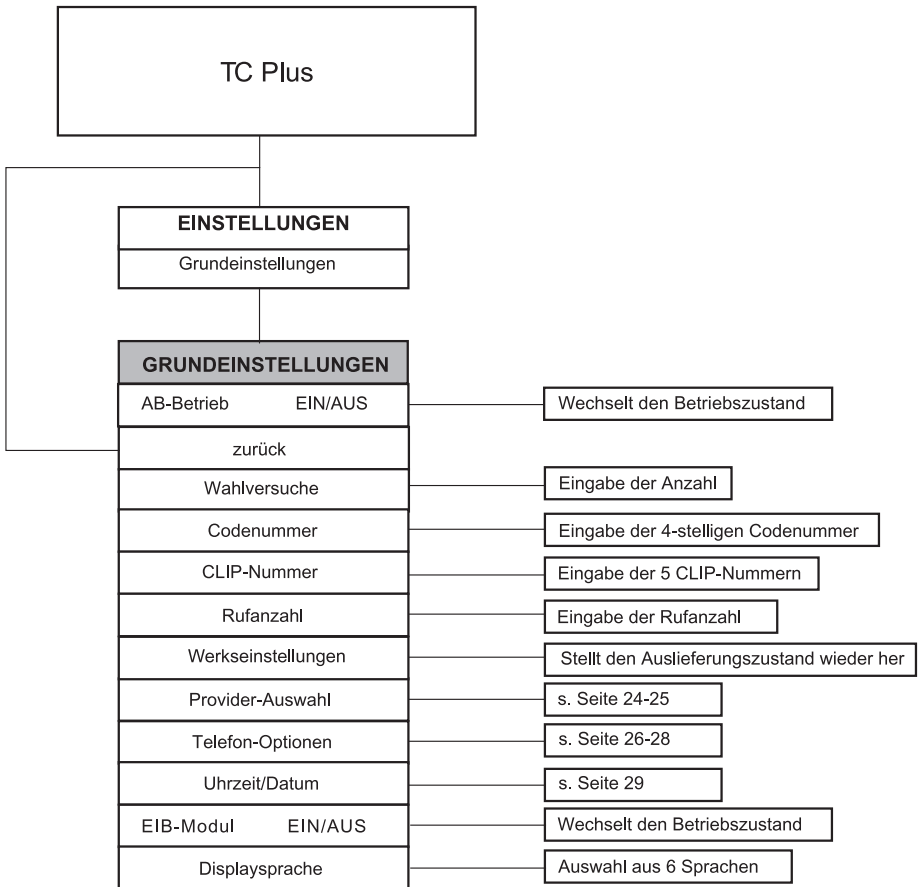 TC Plus
EINSTELLUNGEN
Grundeinstellungen
GRUNDEINSTELLUNGEN
AB-Betrieb EIN/AUS Wechselt den Betriebszustand
zurück
Wahlversuche Eingabe der Anzahl
Codenummer Eingabe der 4-stelligen Codenummer
CLIP-Nummer Eingabe der 5 CLIP-Nummern
Rufanzahl Eingabe der Rufanzahl
Werkseinstellungen Stellt den Auslieferungszustand wieder her
Provider-Auswahl s. Seite 24-25
Telefon-Optionen s. Seite 26-28
Uhrzeit/Datum s. Seite 29
EIB-Modul EIN/AUS Wechselt den Betriebszustand
Displaysprache Auswahl aus 6 Sprachen